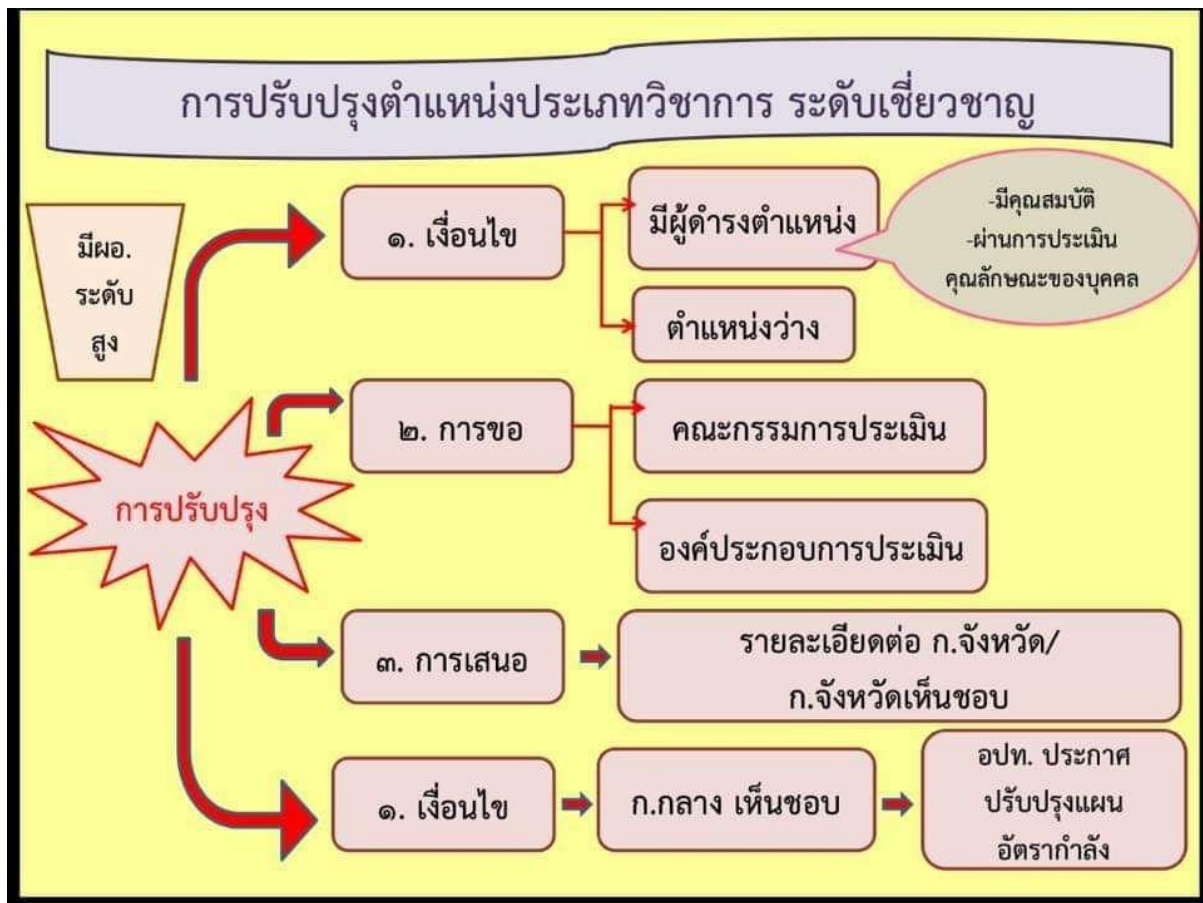 การปรับปรุงตำแหน่งประเภทวิชาการ ระดับเชี่ยวชาญ
มีผอ.
ระดับ
สูง
๑. เงื่อนไข
มีผู้ดำรงตำแหน่ง
-มีคุณสมบัติ
-ผ่านการประเมิน
คุณลักษณะของบุคคล
ตำแหน่งว่าง
การปรับปรุง
๒. การขอ
คณะกรรมการประเมิน
องค์ประกอบการประเมิน
๓. การเสนอ
รายละเอียดต่อ ก.จังหวัด/
ก.จังหวัดเห็นชอบ
๑. เงื่อนไข
ก.กลาง เห็นชอบ
อปท. ประกาศ
ปรับปรุงแผน
อัตรากำลัง